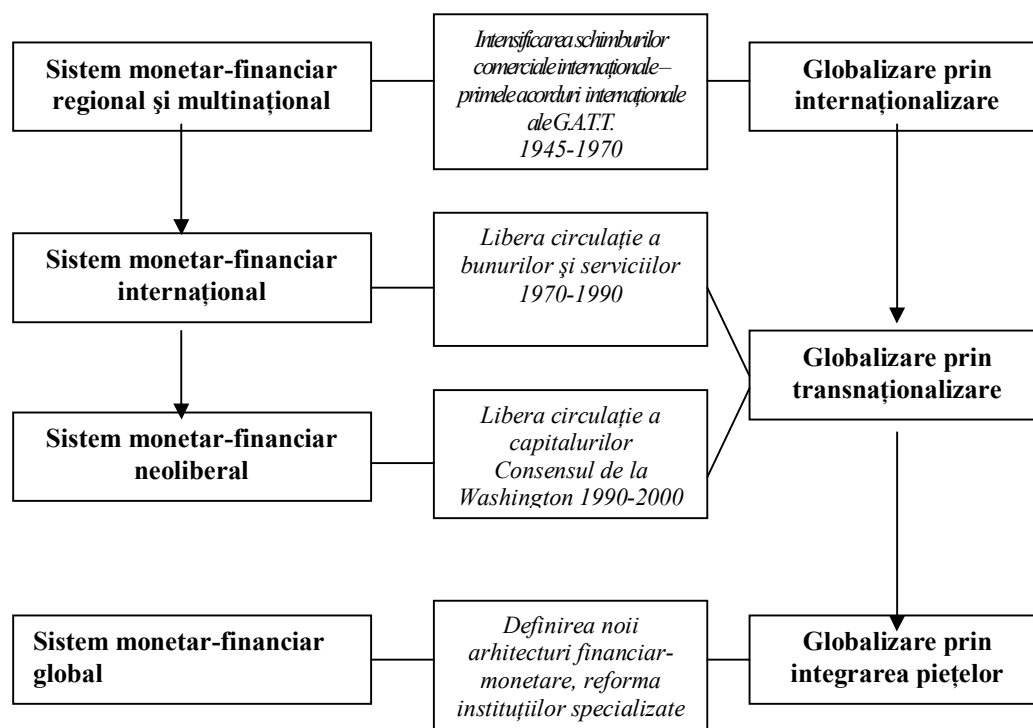 Sistem monetar-financiar
regional şi multinațional
Intensificarea schimburilor
comerciale internaționale –
primele acorduri internaționale
ale G.A.T.T.
1945-1970
Globalizare prin
internaționalizare
Sistem monetar-financiar
internațional
Libera circulație a
bunurilor şi serviciilor
1970-1990
Globalizare prin
transnaționalizare
Sistem monetar-financiar
neoliberal
Libera circulație a
capitalurilor
Consensul de la
Washington 1990-2000
Sistem monetar-financiar
global
Definirea noii
arhitecturi financiar-
monetare, reforma
instituțiilor specializate
Globalizare prin
integrarea piețelor